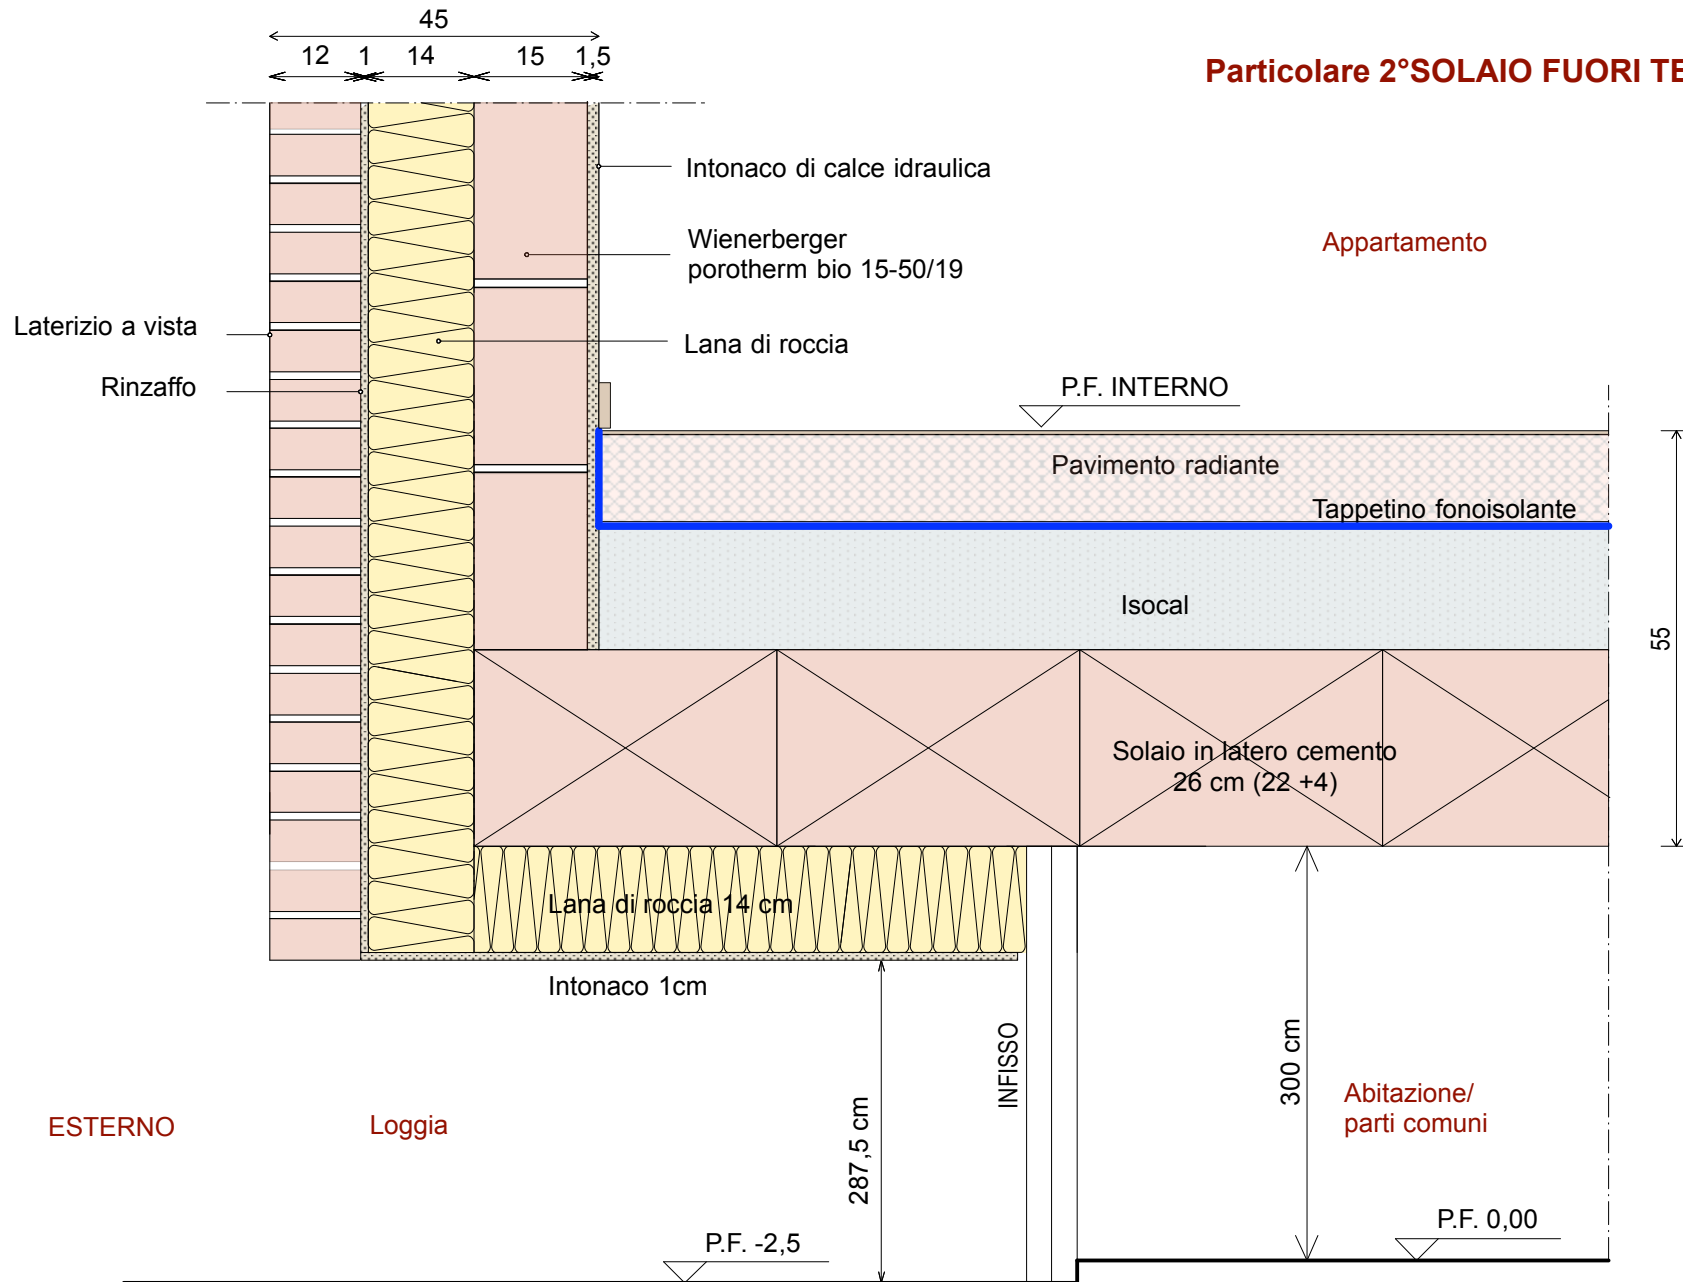 45
12 1 14 15 1,5
Particolare 2°SOLAIO FUORI TE
Intonaco di calce idraulica
Wienerberger
porotherm bio 15-50/19
Appartamento
Laterizio a vista
Lana di roccia
Rinzaffo
P.F. INTERNO
Pavimento radiante
Tappetino fonoisolante
Isocal
55
Solaio in latero cemento
26 cm (22 +4)
Lana di roccia 14 cm
Intonaco 1cm
INFISSO
300 cm
287,5 cm
Abitazione/
parti comuni
ESTERNO
Loggia
P.F. -2,5
P.F. 0,00